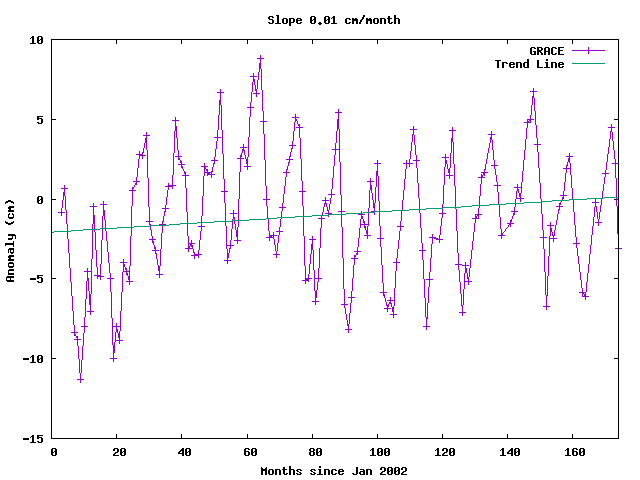 Slope 0.01 cm/month
GRACE
Trend Line
10
5
0
-5
-10
-15
Anomaly (cm)
0 20 40 60 80 100 120 140 160
Months since Jan 2002